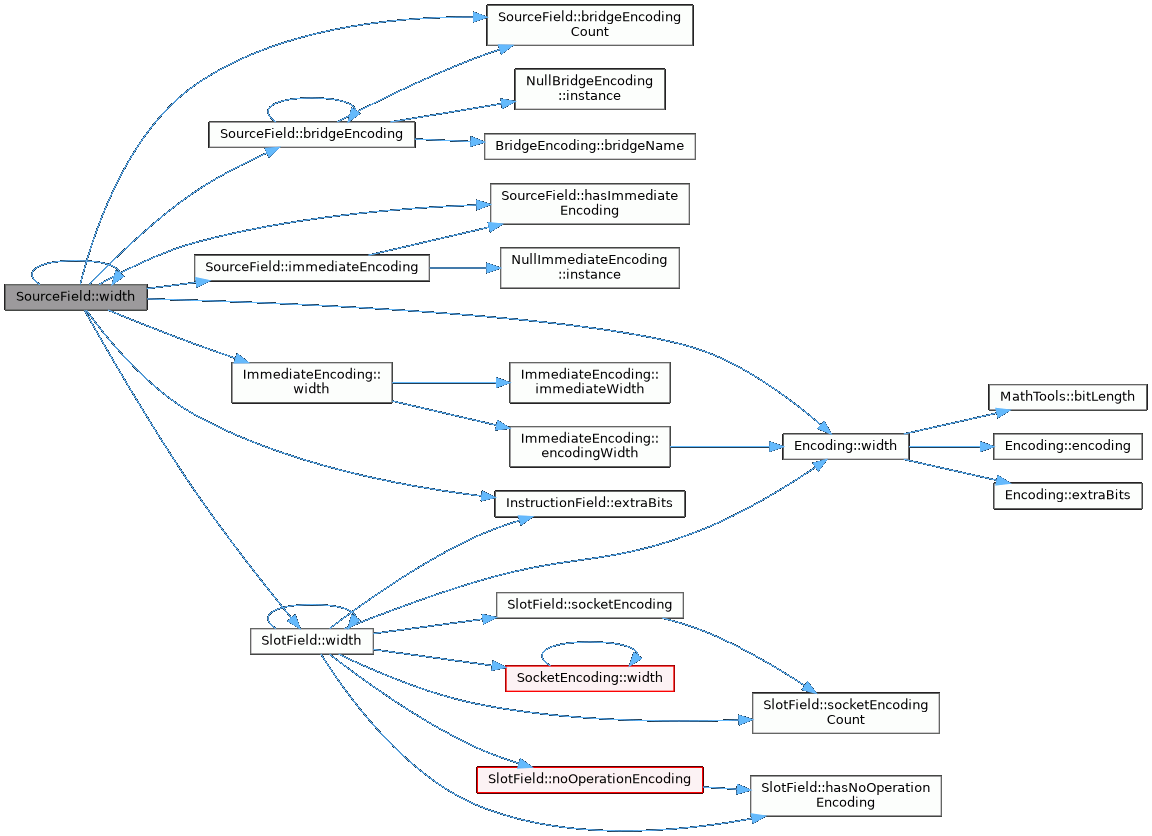 SourceField::bridgeEncoding
Count
NullBridgeEncoding
::instance
SourceField::bridgeEncoding
BridgeEncoding::bridgeName
SourceField::hasImmediate
Encoding
SourceField::immediateEncoding
NullImmediateEncoding
::instance
SourceField::width
ImmediateEncoding::
width
ImmediateEncoding::
immediateWidth
MathTools::bitLength
ImmediateEncoding::
encodingWidth
Encoding::width
Encoding::encoding
Encoding::extraBits
InstructionField::extraBits
SlotField::socketEncoding
SlotField::width
SocketEncoding::width
SlotField::socketEncoding
Count
SlotField::noOperationEncoding
SlotField::hasNoOperation
Encoding